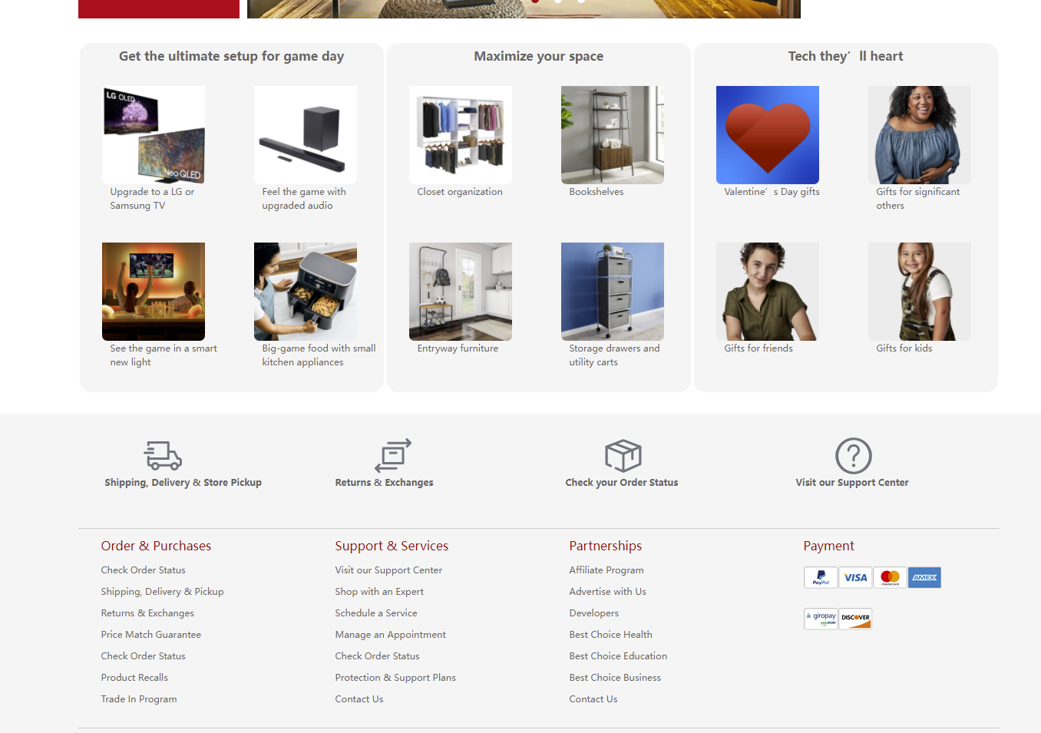 Get the ultimate setup for game day
Maximize your space
Tech they’ll heart
LG OLED
Neo QLED
Upgrade to a LG or
Samsung TV
Feel the game with
upgraded audio
Closet organization
Bookshelves
Valentine’s Day gifts
Gifts for significant
others
See the game in a smart
new light
Big-game food with small
kitchen appliances
Entryway furniture
Storage drawers and
utility carts
Gifts for friends
Gifts for kids
Shipping, Delivery & Store Pickup
Returns & Exchanges
Check your Order Status
Visit our Support Center
Order & Purchases
Check Order Status
Shipping, Delivery & Pickup
Returns & Exchanges
Price Match Guarantee
Check Order Status
Product Recalls
Trade In Program
Support & Services
Visit our Support Center
Shop with an Expert
Schedule a Service
Manage an Appointment
Check Order Status
Protection & Support Plans
Contact Us
Partnerships
Affiliate Program
Advertise with Us
Developers
Best Choice Health
Best Choice Education
Best Choice Business
Contact Us
Payment
PayPal
VISA
mastercard
AMEX
giropay
DISCOVER